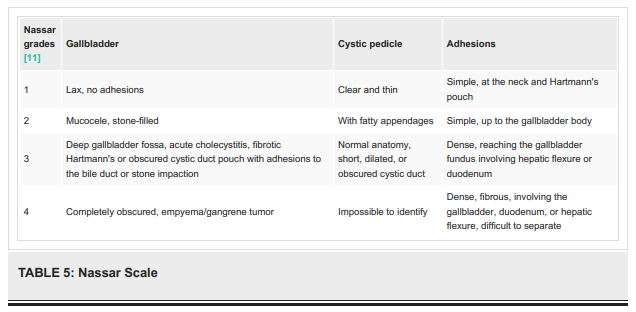 Nassar
grades
[11]
Gallbladder
Cystic pedicle
Adhesions
1
Lax, no adhesions
Clear and thin
Simple, at the neck and Hartmann's
pouch
2
Mucocele, stone-filled
With fatty appendages
Simple, up to the gallbladder body
3
Deep gallbladder fossa, acute cholecystitis, fibrotic
Hartmann's or obscured cystic duct pouch with adhesions to
the bile duct or stone impaction
Normal anatomy,
short, dilated, or
obscured cystic duct
Dense, reaching the gallbladder
fundus involving hepatic flexure or
duodenum
4
Completely obscured, empyema/gangrene tumor
Impossible to identify
Dense, fibrous, involving the
gallbladder, duodenum, or hepatic
flexure, difficult to separate
TABLE 5: Nassar Scale